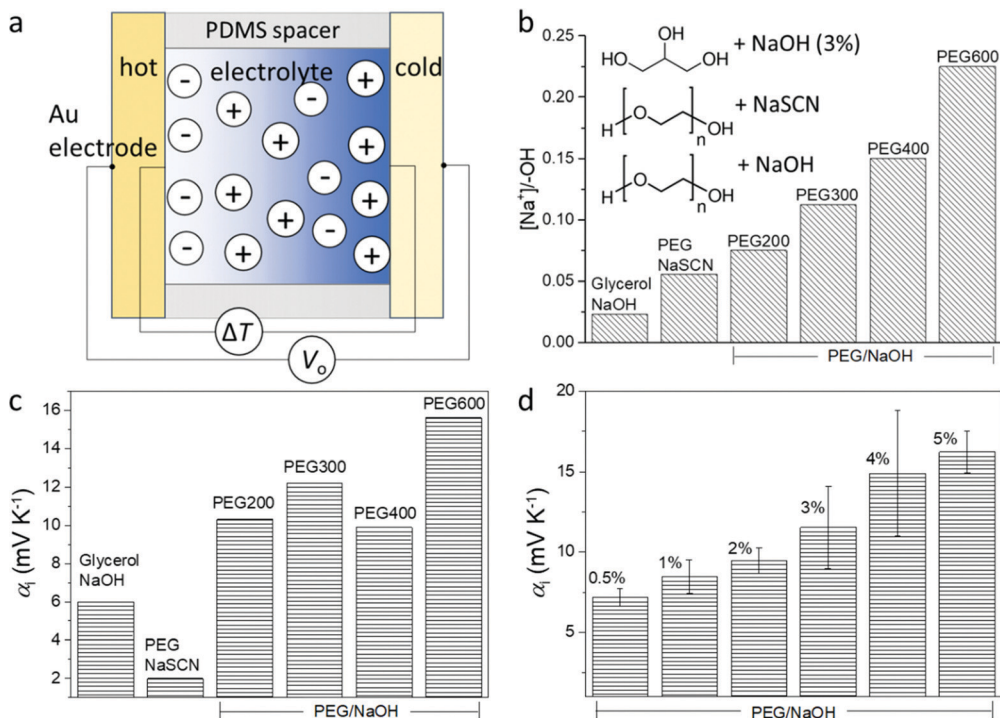 a
PDMS spacer
hot
electrolyte
cold
Au
electrode
ΔT
Vo
b
[Na⁺]/-OH
0.25
0.20
0.15
0.10
0.05
0.00
OH
HO OH + NaOH (3%)
H O OH n + NaSCN
H O OH n + NaOH
Glycerol
NaOH
PEG
NaSCN
PEG200
PEG300
PEG400
PEG600
PEG/NaOH
c
αi (mV K⁻¹)
16
14
12
10
8
6
4
2
Glycerol
NaOH
PEG
NaSCN
PEG200
PEG300
PEG400
PEG600
PEG/NaOH
d
αi (mV K⁻¹)
20
15
10
5
0.5%
1%
2%
3%
4%
5%
PEG/NaOH